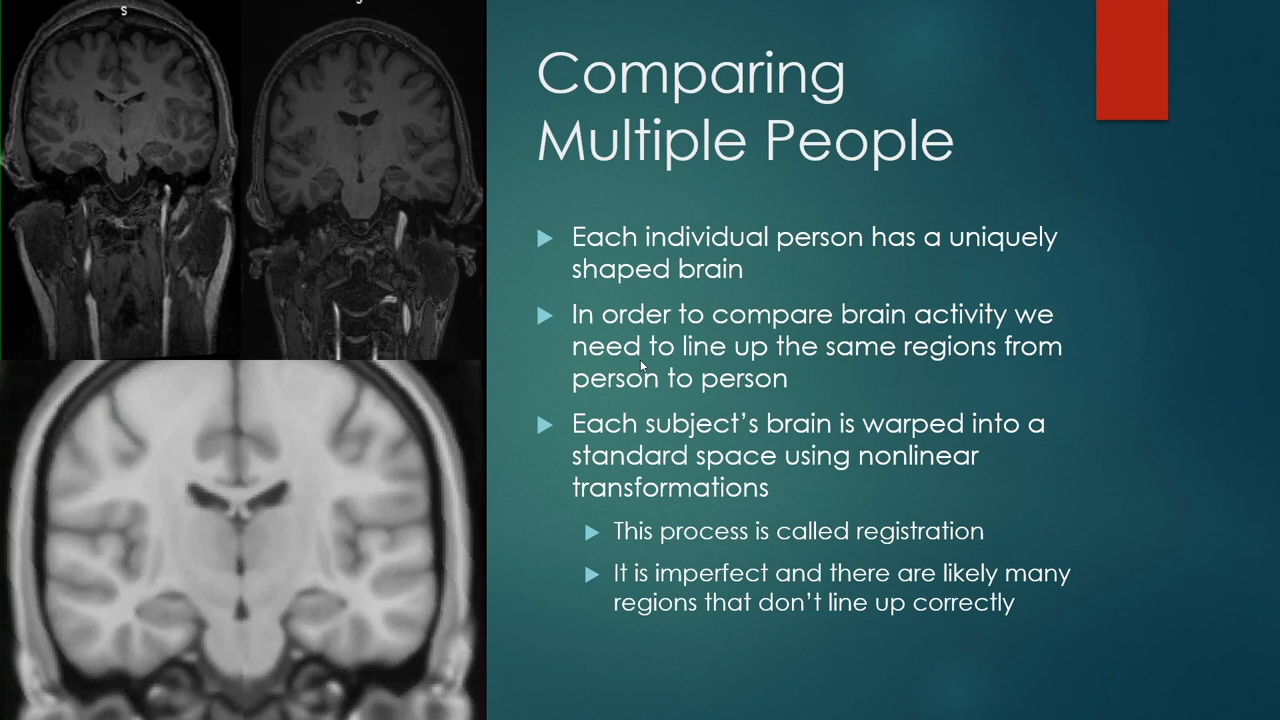 S
Comparing
Multiple People
Each individual person has a uniquely
shaped brain
In order to compare brain activity we
need to line up the same regions from
person to person
Each subject’s brain is warped into a
standard space using nonlinear
transformations
This process is called registration
It is imperfect and there are likely many
regions that don’t line up correctly